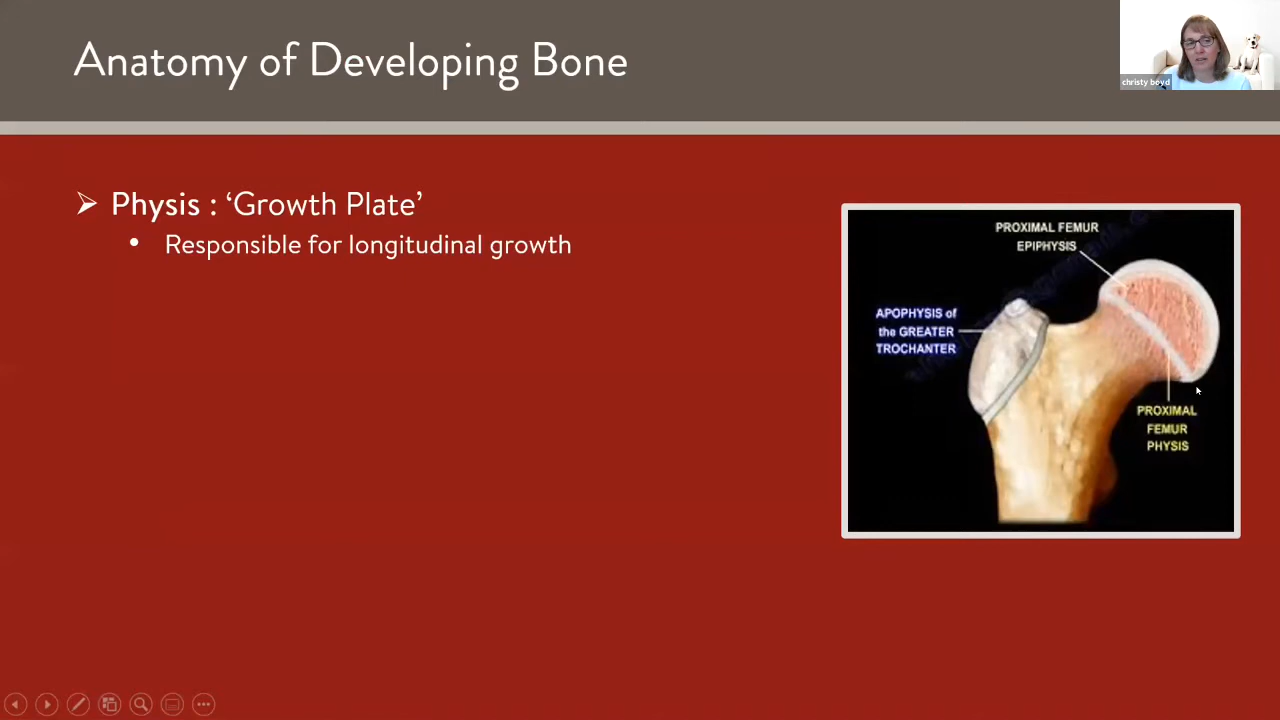 Anatomy of Developing Bone
christy boyd
Physis : ‘Growth Plate’
Responsible for longitudinal growth
PROXIMAL FEMUR
EPIPHYSIS
APOPHYSIS of
the GREATER
TROCHANTER
PROXIMAL
FEMUR
PHYSIS